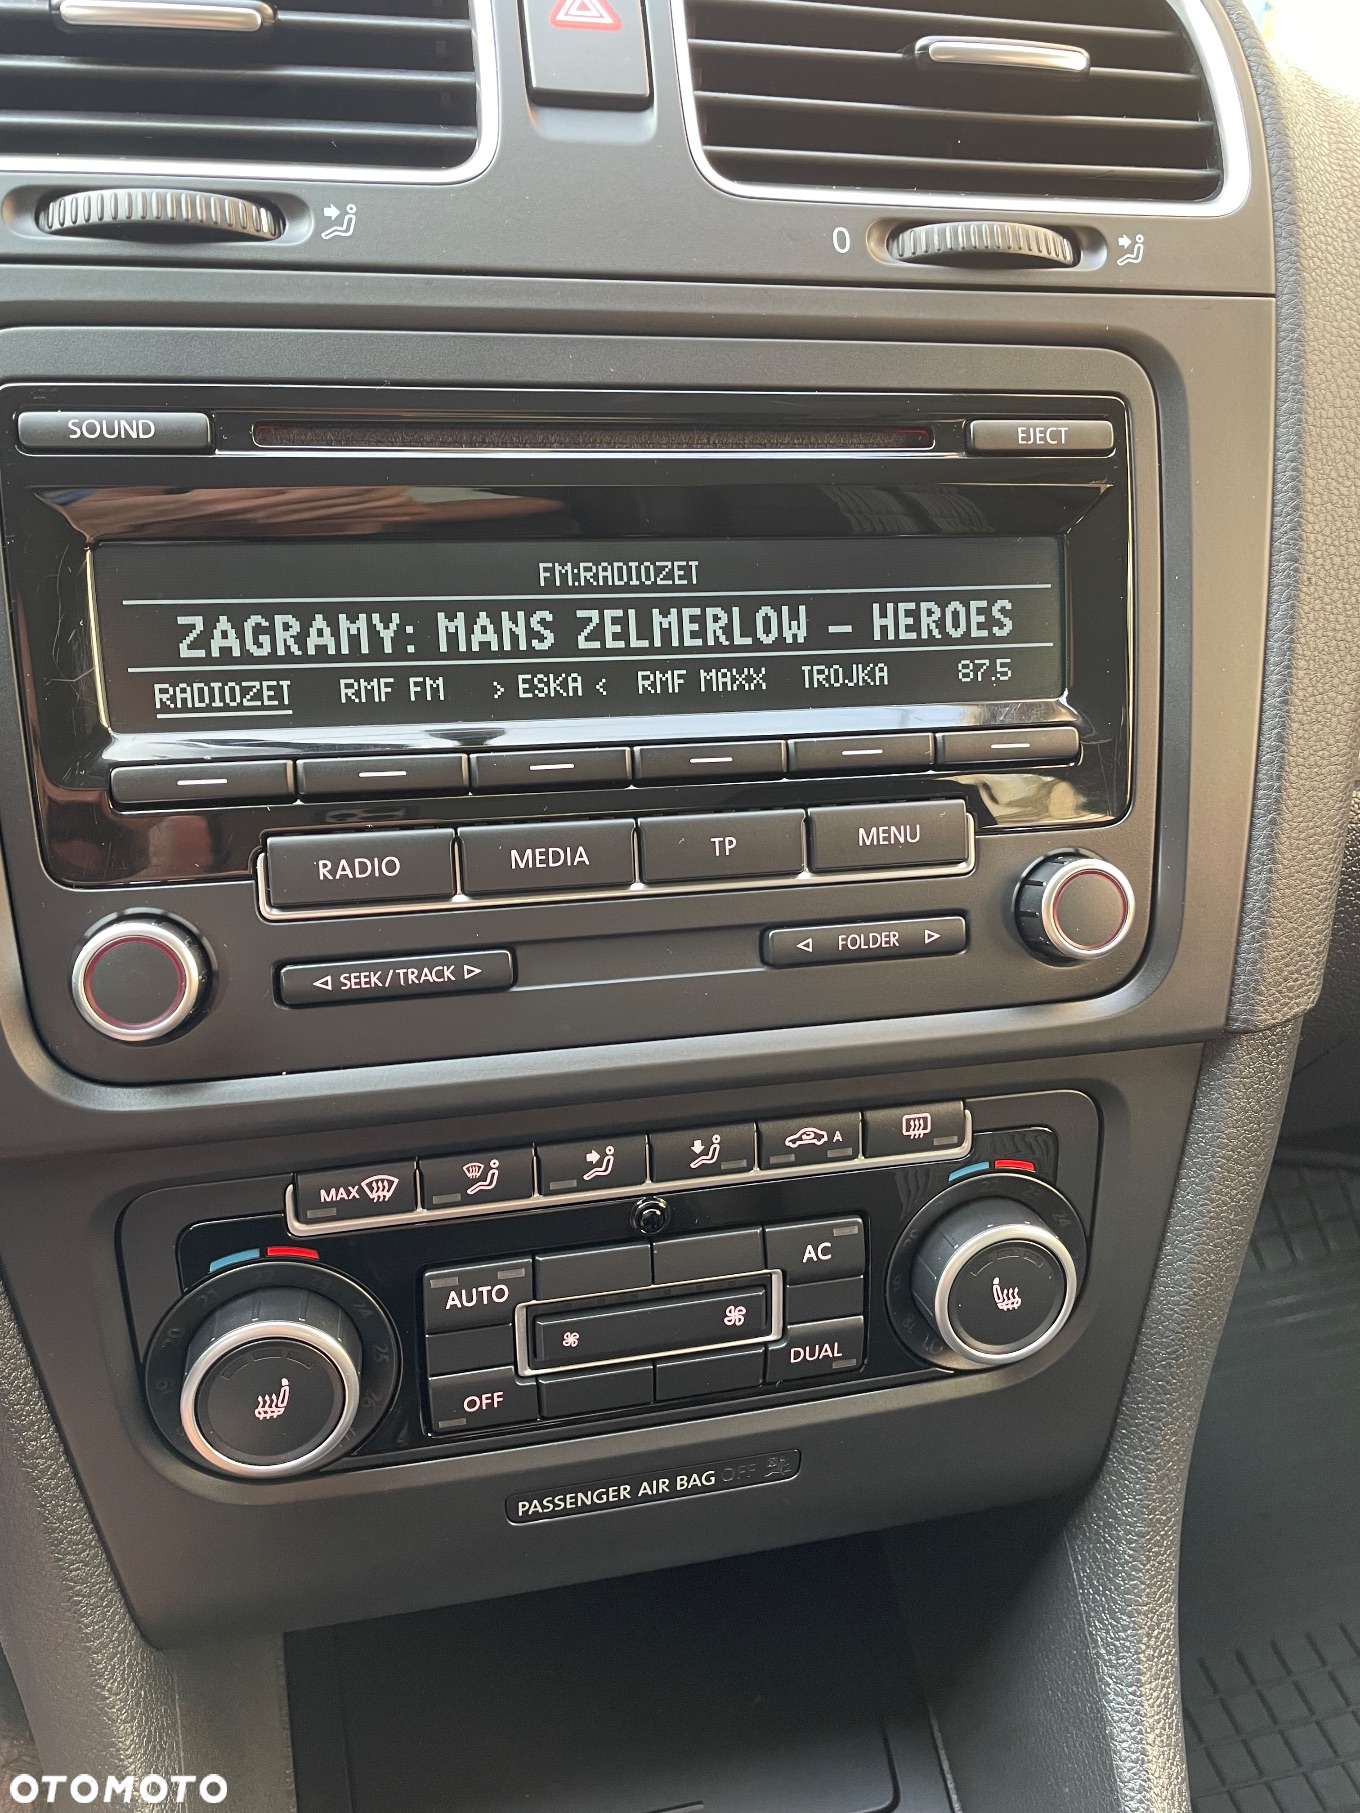 0
SOUND
EJECT
FM:RADIOZET
ZAGRAMY: MANS ZELMERLOW – HEROES
RADIOZET RMF FM > ESKA < RMF MAXX TROJKA 87.5
RADIO MEDIA TP MENU
SEEK/TRACK
FOLDER
MAX
A
AUTO
AC
OFF
DUAL
PASSENGER AIR BAG OFF
OTOMOTO